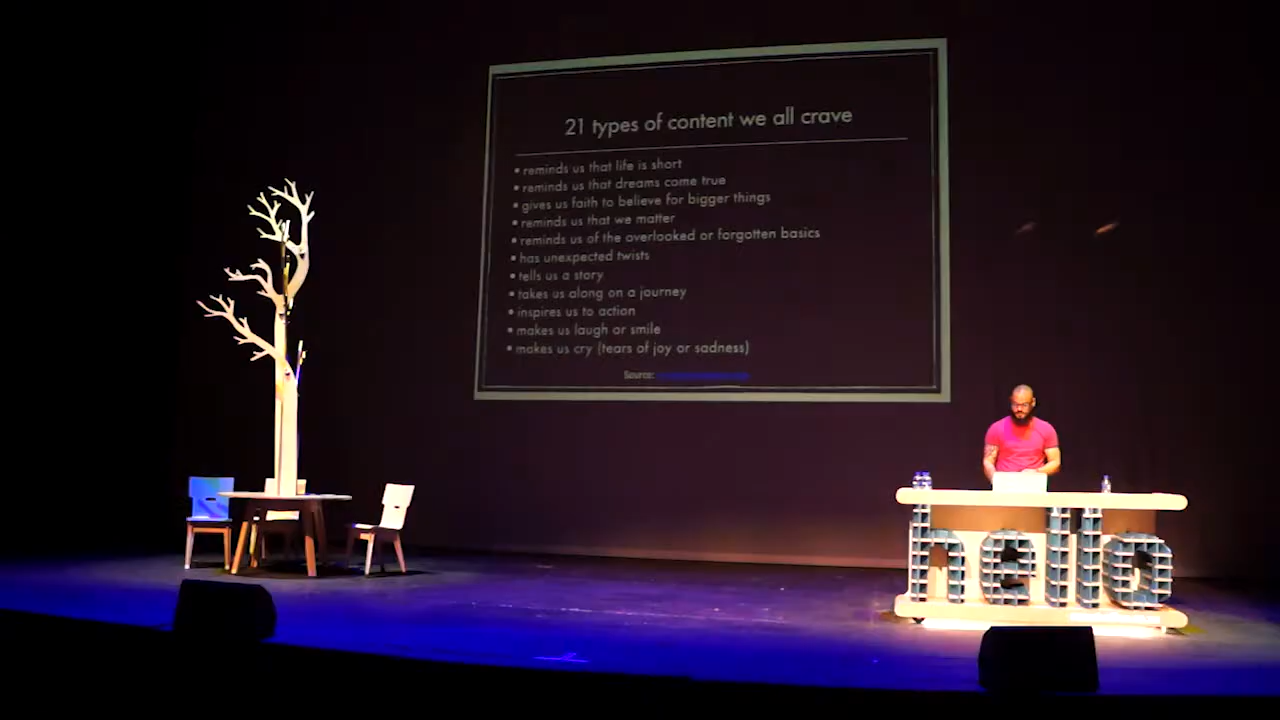 21 types of content we all crave
• reminds us that life is short
• reminds us that dreams come true
• gives us faith to believe for bigger things
• reminds us that we matter
• reminds us of the overlooked or forgotten basics
• has unexpected twists
• tells us a story
• takes us along on a journey
• inspires us to action
• makes us laugh or smile
• makes us cry (tears of joy or sadness)
Source:
hello